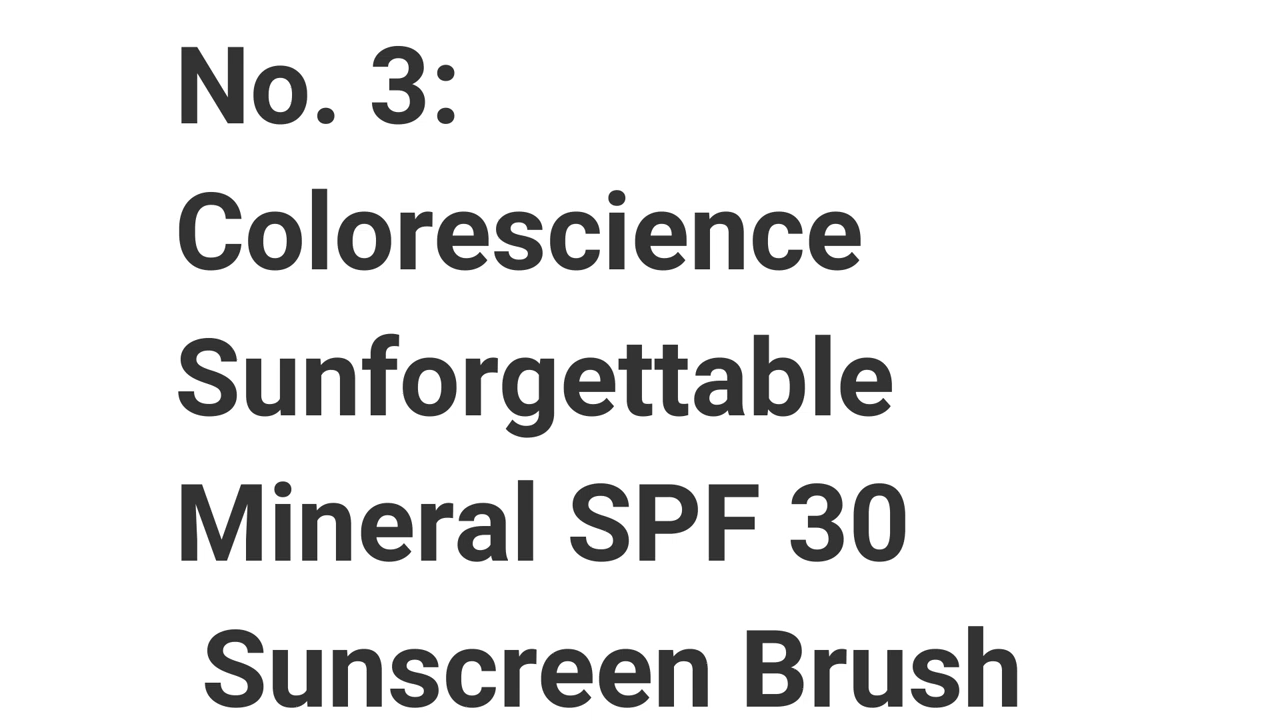 No. 3:
Colorescience
Sunforgettable
Mineral SPF 30
Sunscreen Brush